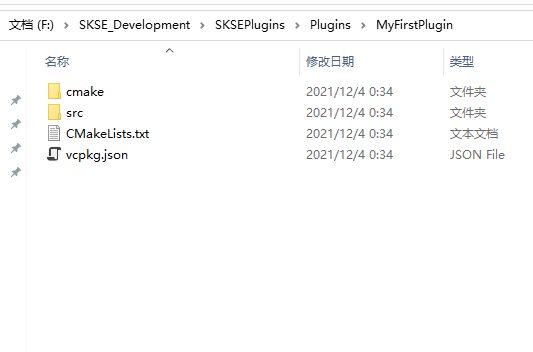 文档 (F:) › SKSE_Development › SKSEPlugins › Plugins › MyFirstPlugin
名称 修改日期 类型
cmake 2021/12/4 0:34 文件夹
src 2021/12/4 0:34 文件夹
CMakeLists.txt 2021/12/4 0:34 文本文档
vcpkg.json 2021/12/4 0:34 JSON File